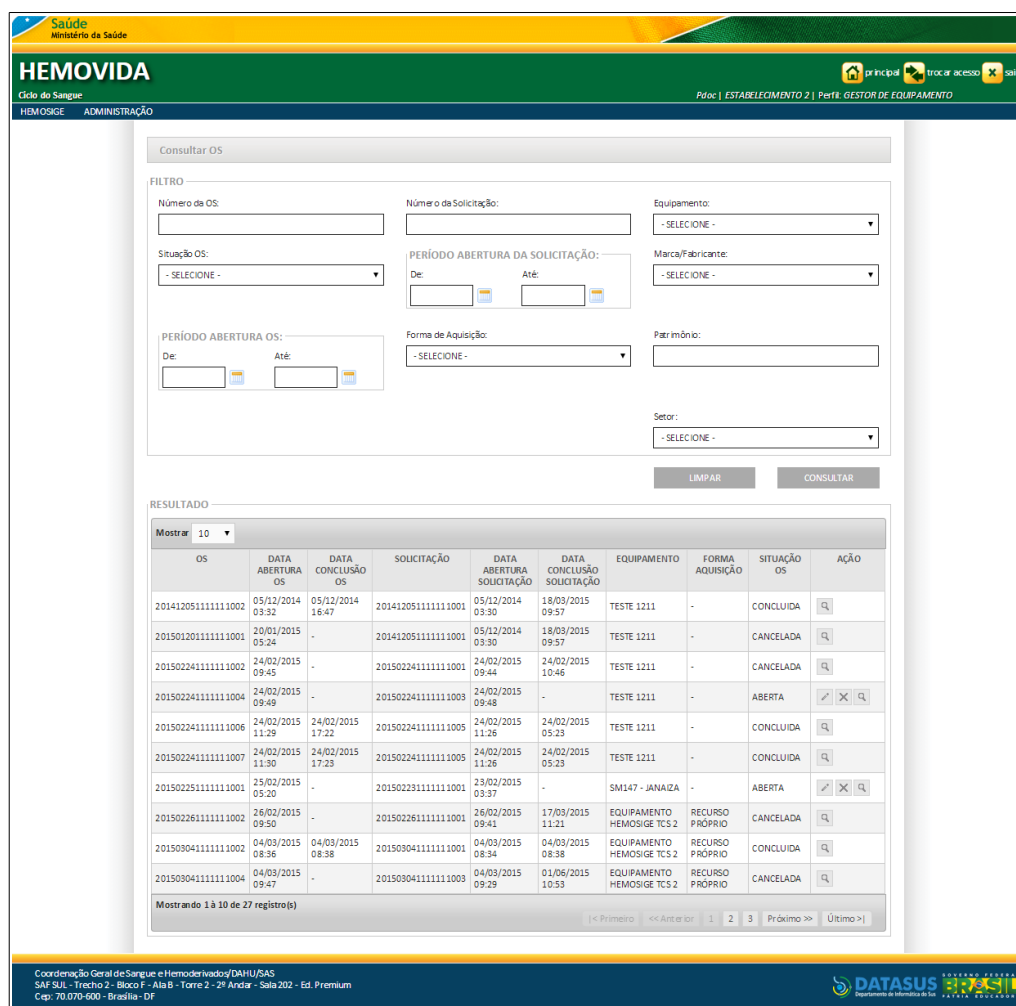 Saúde
Ministério da Saúde
HEMOVIDA
principal trocar acesso sai
Ciclo do Sangue
Pdoc | ESTABELECIMENTO 2 | Perfil: GESTOR DE EQUIPAMENTO
HEMOSIGE ADMINISTRAÇÃO
Consultar OS
FILTRO
Número da OS: Número da Solicitação: Equipamento:
- SELECIONE -
Situação OS: PERÍODO ABERTURA DA SOLICITAÇÃO: Marca/Fabricante:
- SELECIONE - De: Até: - SELECIONE -
PERÍODO ABERTURA OS: Forma de Aquisição: Patrimônio:
De: Até: - SELECIONE -
Setor:
- SELECIONE -
LIMPAR CONSULTAR
RESULTADO
Mostrar 10
OS DATA ABERTURA OS DATA CONCLUSÃO OS SOLICITAÇÃO DATA ABERTURA SOLICITAÇÃO DATA CONCLUSÃO SOLICITAÇÃO EQUIPAMENTO FORMA AQUISIÇÃO SITUAÇÃO OS AÇÃO
201412051111111002 05/12/2014 03:32 05/12/2014 16:47 201412051111111001 05/12/2014 03:30 18/03/2015 09:57 TESTE 1211 - CONCLUIDA
201501201111111001 20/01/2015 05:24 - 201412051111111001 05/12/2014 03:30 18/03/2015 09:57 TESTE 1211 - CANCELADA
201502241111111002 24/02/2015 09:45 - 201502241111111001 24/02/2015 09:44 24/02/2015 10:46 TESTE 1211 - CANCELADA
201502241111111004 24/02/2015 09:49 - 201502241111111003 24/02/2015 09:48 - TESTE 1211 - ABERTA
201502241111111006 24/02/2015 11:29 24/02/2015 17:22 201502241111111005 24/02/2015 11:26 24/02/2015 05:23 TESTE 1211 - CONCLUIDA
201502241111111007 24/02/2015 11:30 24/02/2015 17:23 201502241111111005 24/02/2015 11:26 24/02/2015 05:23 TESTE 1211 - CONCLUIDA
201502251111111001 25/02/2015 05:20 - 201502231111111001 23/02/2015 03:37 - SM147 - JANAIZA - ABERTA
201502261111111002 26/02/2015 09:50 - 201502261111111001 26/02/2015 09:41 17/03/2015 11:21 EQUIPAMENTO HEMOSIGE TCS 2 RECURSO PRÓPRIO CANCELADA
201503041111111002 04/03/2015 08:36 04/03/2015 08:38 201503041111111001 04/03/2015 08:34 04/03/2015 08:38 EQUIPAMENTO HEMOSIGE TCS 2 RECURSO PRÓPRIO CONCLUIDA
201503041111111004 04/03/2015 09:47 - 201503041111111003 04/03/2015 09:29 01/06/2015 10:53 EQUIPAMENTO HEMOSIGE TCS 2 RECURSO PRÓPRIO CANCELADA
Mostrando 1 à 10 de 27 registro(s)
|< Primeiro << Anterior 1 2 3 Próximo >> Último >|
Coordenação Geral de Sangue e Hemoderivados/DAHU/SAS
SAF SUL - Trecho 2 - Bloco F - Ala B - Torre 2 - 2º Andar - Sala 202 - Ed. Premium
Cep: 70.070-600 - Brasília - DF
DATASUS
Departamento de Informática do Sus
GOVERNO FEDERAL
BRASIL
PÁTRIA EDUCADOR